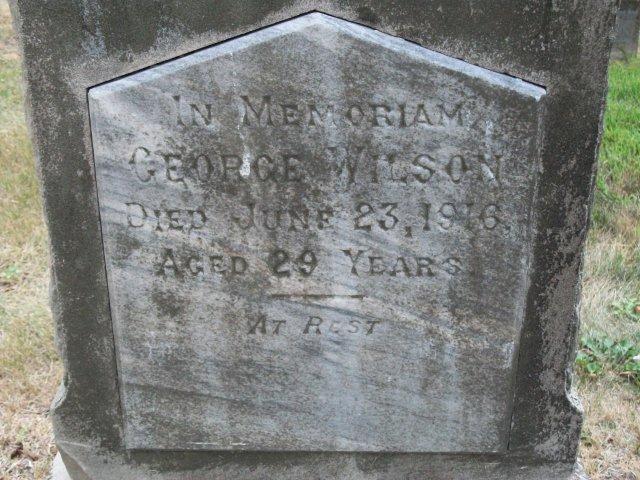 IN MEMORIAM
GEORGE WILSON
DIED JUNE 23, 1916,
AGED 29 YEARS
AT REST